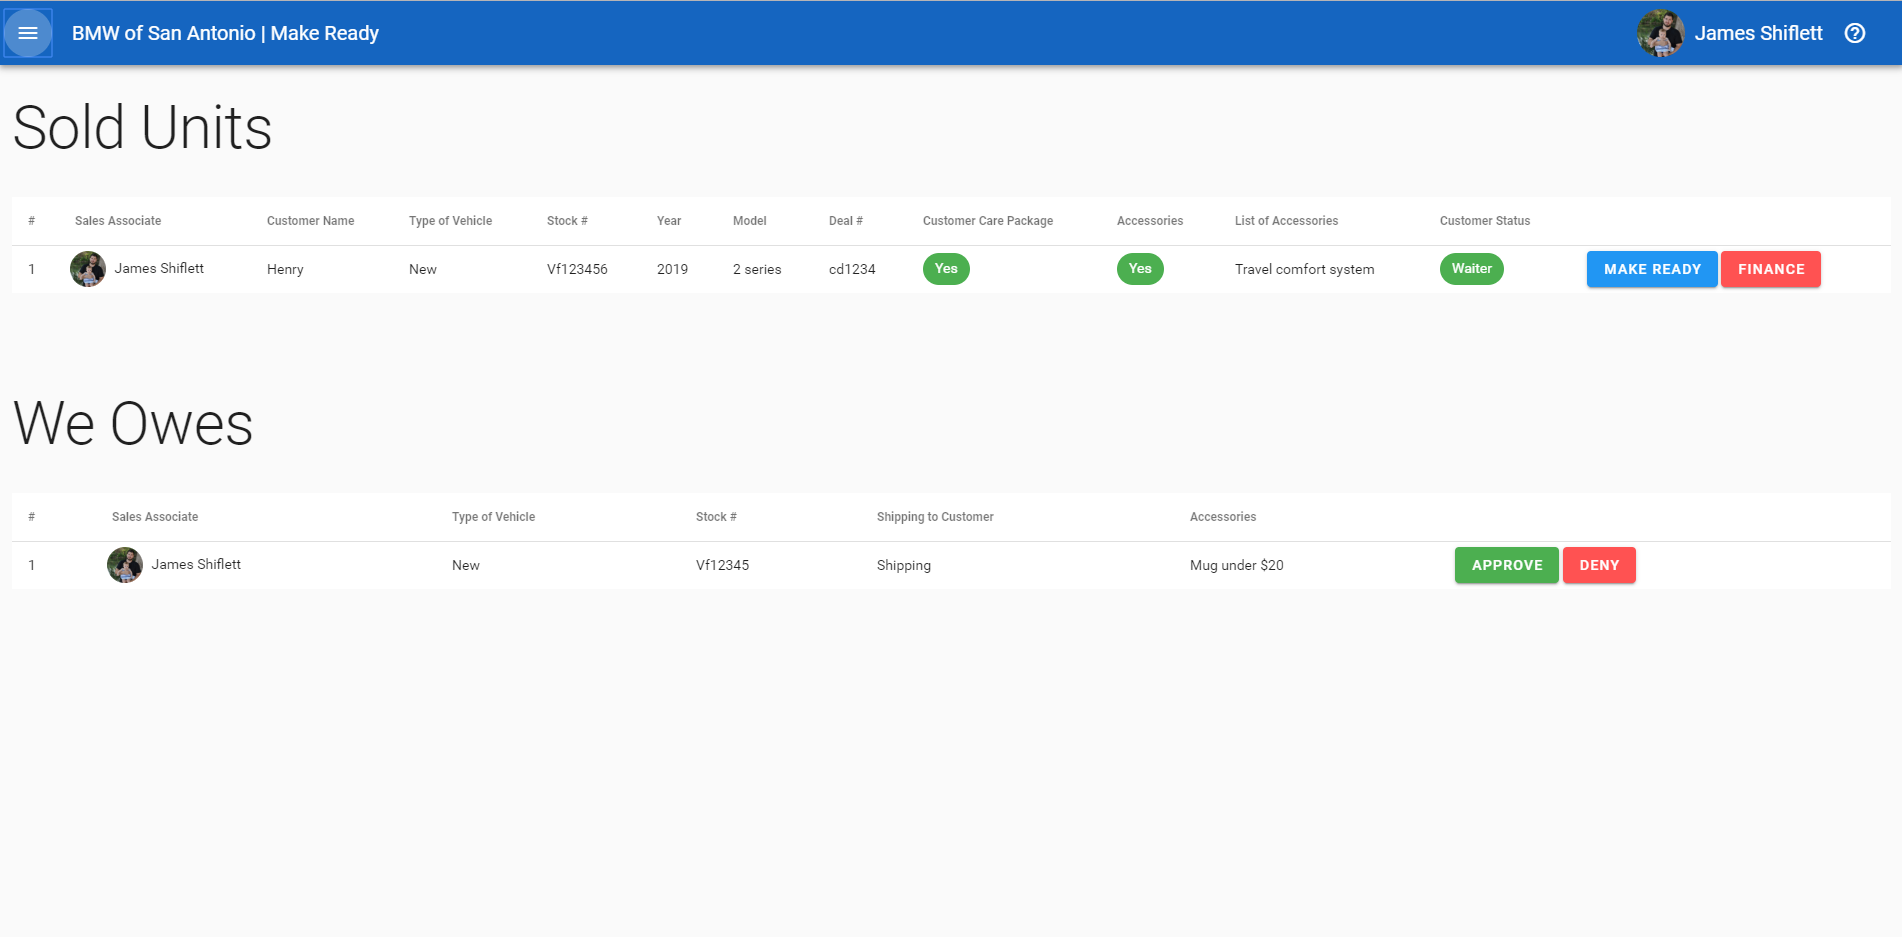 BMW of San Antonio | Make Ready James Shiflett
Sold Units
# Sales Associate Customer Name Type of Vehicle Stock # Year Model Deal # Customer Care Package Accessories List of Accessories Customer Status
1 James Shiflett Henry New Vf123456 2019 2 series cd1234 Yes Yes Travel comfort system Waiter MAKE READY FINANCE
We Owes
# Sales Associate Type of Vehicle Stock # Shipping to Customer Accessories
1 James Shiflett New Vf12345 Shipping Mug under $20 APPROVE DENY